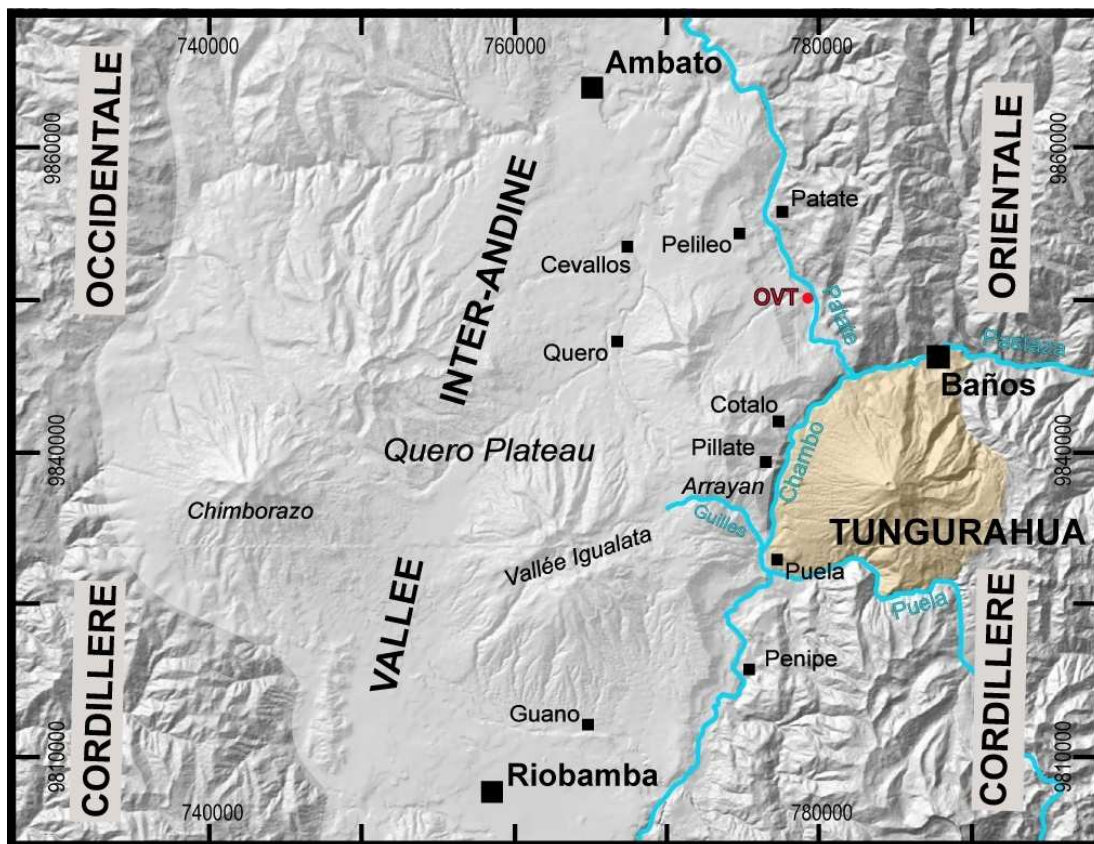 740000
760000
780000
Ambato
OCCIDENTALE
ORIENTALE
9860000
9860000
INTER-ANDINE
Patate
Pelileo
Cevallos
OVT
Patate
Quero
Pastaza
Baños
Cotalo
Quero Plateau
Pillate
Chambo
9840000
9840000
Arrayan
Chimborazo
Guilles
TUNGURAHUA
Vallée Igualata
Puela
Puela
VALLEE
CORDILLERE
CORDILLERE
Penipe
Guano
9810000
9810000
Riobamba
740000
780000